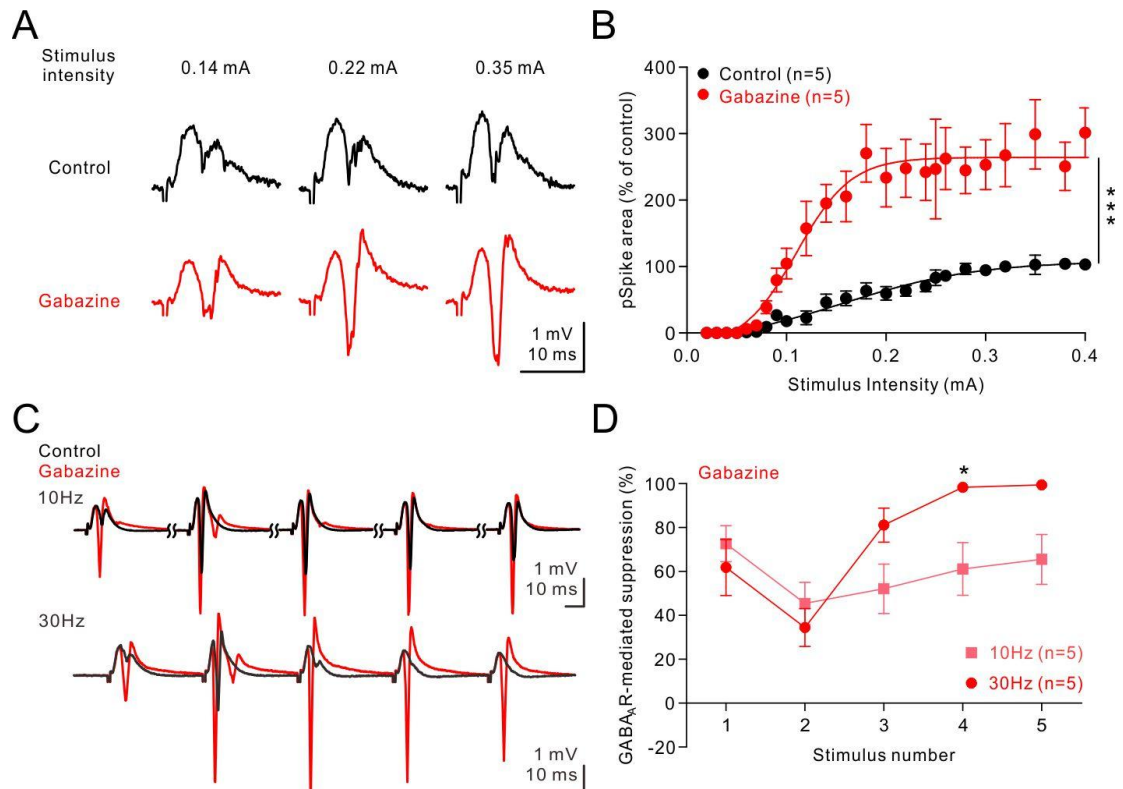 A
Stimulus
intensity
0.14 mA
0.22 mA
0.35 mA
Control
Gabazine
1 mV
10 ms
B
Control (n=5)
Gabazine (n=5)
pSpike area (% of control)
400
300
200
100
0
0.0
0.1
0.2
0.3
0.4
Stimulus Intensity (mA)
***
C
Control
Gabazine
10Hz
1 mV
10 ms
30Hz
1 mV
10 ms
D
Gabazine
*
GABAAR-mediated suppression (%)
100
80
60
40
20
0
-20
10Hz (n=5)
30Hz (n=5)
1
2
3
4
5
Stimulus number